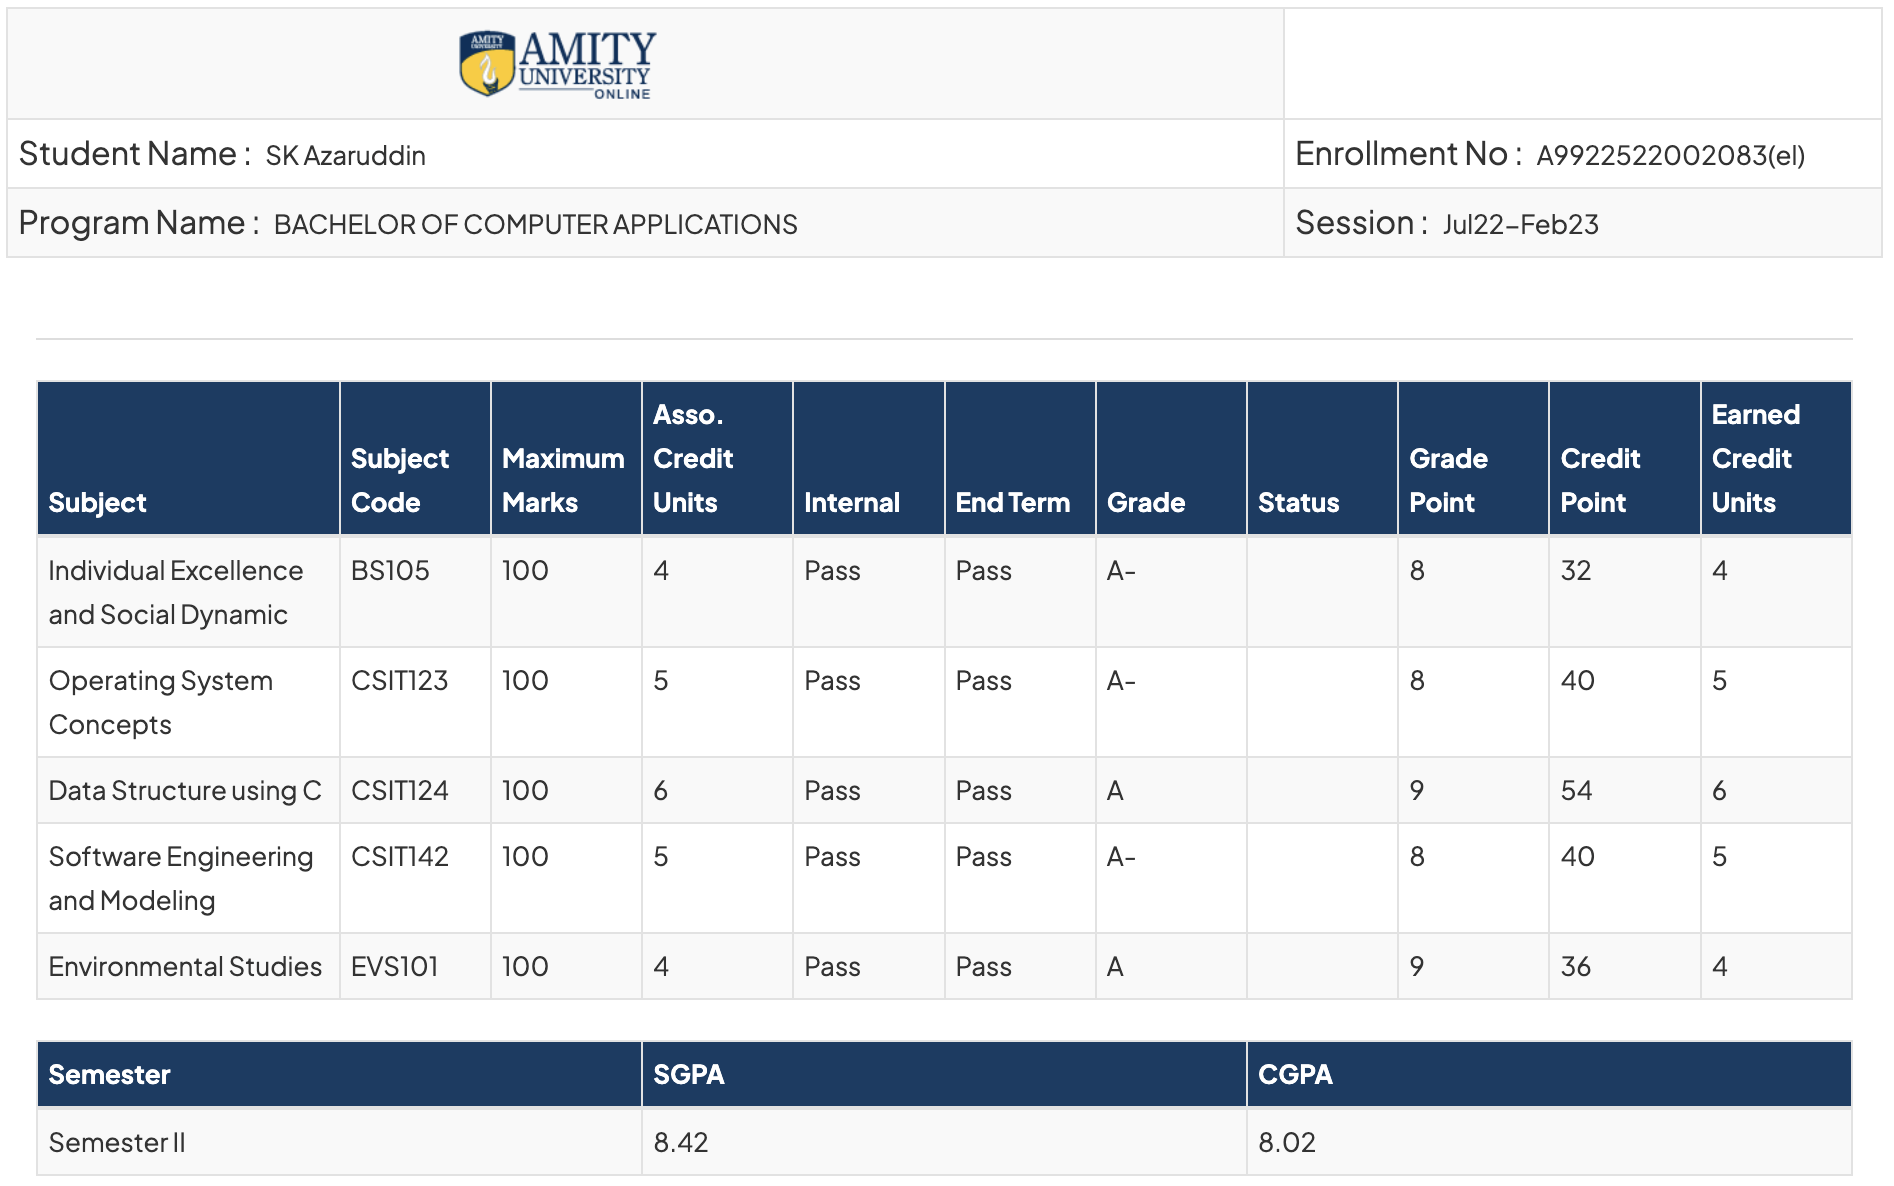 AMITY
UNIVERSITY
AMITY
UNIVERSITY
ONLINE
Student Name : SK Azaruddin
Enrollment No : A9922522002083(el)
Program Name : BACHELOR OF COMPUTER APPLICATIONS
Session : Jul22-Feb23
Subject Subject Code Maximum Marks Asso. Credit Units Internal End Term Grade Status Grade Point Credit Point Earned Credit Units
Individual Excellence and Social Dynamic BS105 100 4 Pass Pass A- 8 32 4
Operating System Concepts CSIT123 100 5 Pass Pass A- 8 40 5
Data Structure using C CSIT124 100 6 Pass Pass A 9 54 6
Software Engineering and Modeling CSIT142 100 5 Pass Pass A- 8 40 5
Environmental Studies EVS101 100 4 Pass Pass A 9 36 4
Semester SGPA CGPA
Semester II 8.42 8.02